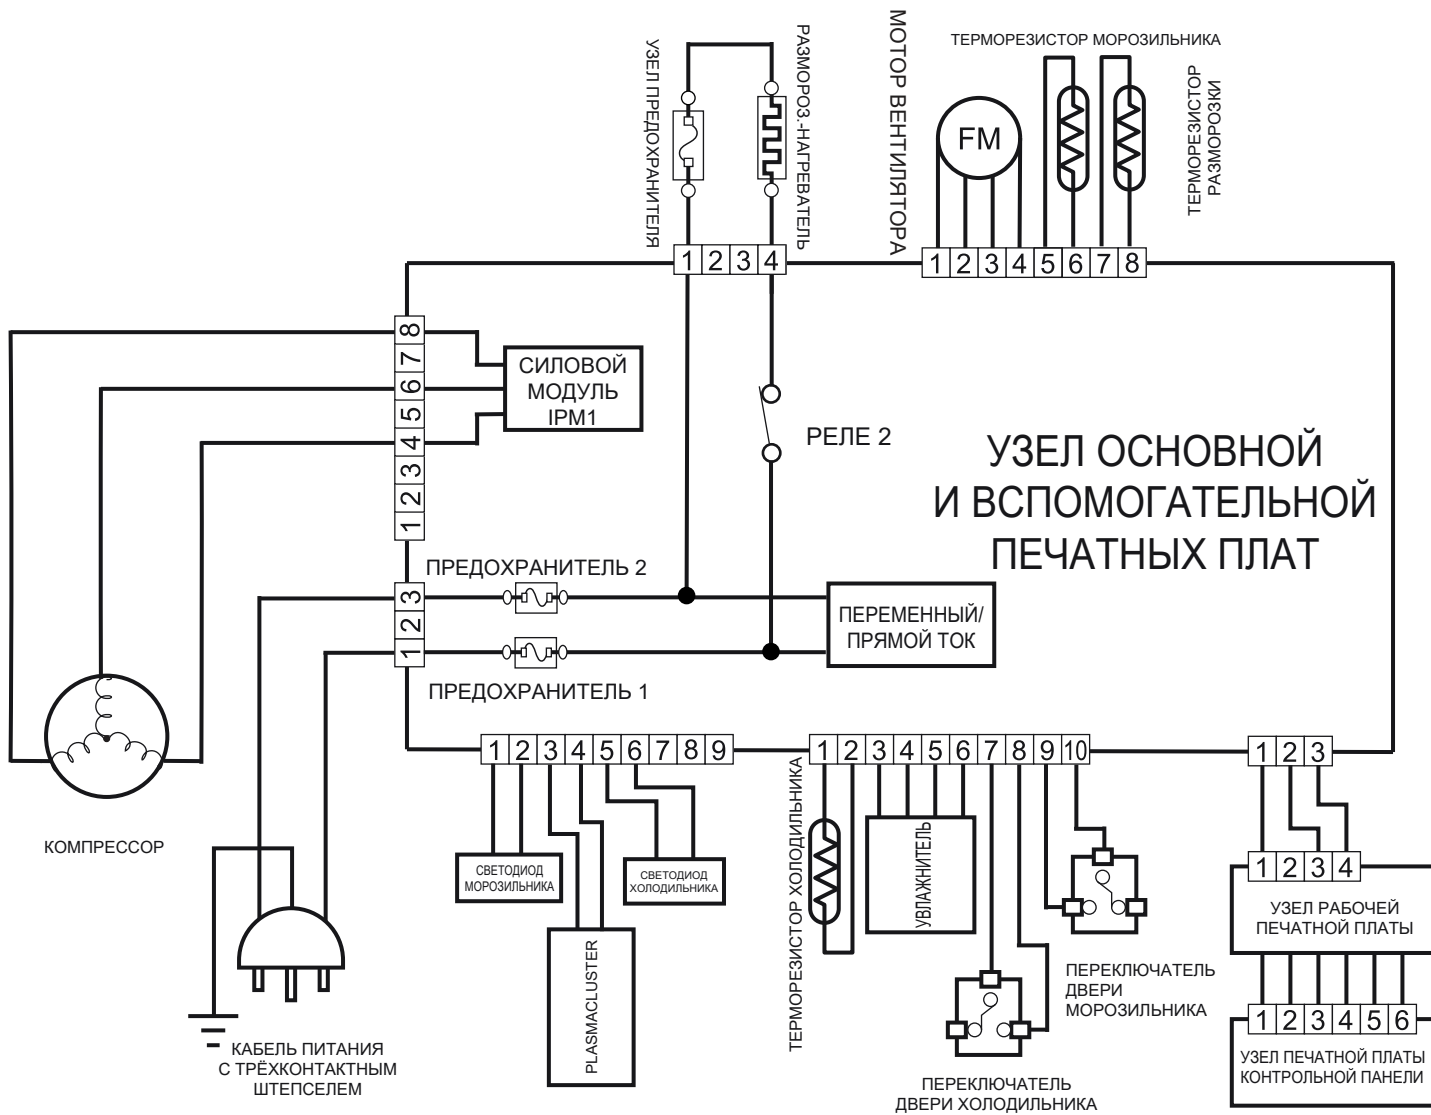 УЗЕЛ ПРЕДОХРАНИТЕЛЯ
РАЗМОРОЗ.-НАГРЕВАТЕЛЬ
МОТОР ВЕНТИЛЯТОРА
ТЕРМОРЕЗИСТОР МОРОЗИЛЬНИКА
ТЕРМОРЕЗИСТОР
РАЗМОРОЗКИ
FM
1 2 3 4
1 2 3 4 5 6 7 8
8 7 6 5 4 3 2 1
СИЛОВОЙ
МОДУЛЬ
IPM1
РЕЛЕ 2
УЗЕЛ ОСНОВНОЙ
И ВСПОМОГАТЕЛЬНОЙ
ПЕЧАТНЫХ ПЛАТ
ПРЕДОХРАНИТЕЛЬ 2
3 2 1
ПЕРЕМЕННЫЙ/
ПРЯМОЙ ТОК
ПРЕДОХРАНИТЕЛЬ 1
1 2 3 4 5 6 7 8 9
1 2 3 4 5 6 7 8 9 10
1 2 3
КОМПРЕССОР
СВЕТОДИОД
МОРОЗИЛЬНИКА
СВЕТОДИОД
ХОЛОДИЛЬНИКА
PLASMACLUSTER
ТЕРМОРЕЗИСТОР ХОЛОДИЛЬНИКА
УВЛАЖНИТЕЛЬ
1 2 3 4
УЗЕЛ РАБОЧЕЙ
ПЕЧАТНОЙ ПЛАТЫ
ПЕРЕКЛЮЧАТЕЛЬ
ДВЕРИ
МОРОЗИЛЬНИКА
1 2 3 4 5 6
УЗЕЛ ПЕЧАТНОЙ ПЛАТЫ
КОНТРОЛЬНОЙ ПАНЕЛИ
КАБЕЛЬ ПИТАНИЯ
С ТРЁХКОНТАКТНЫМ
ШТЕПСЕЛЕМ
ПЕРЕКЛЮЧАТЕЛЬ
ДВЕРИ ХОЛОДИЛЬНИКА